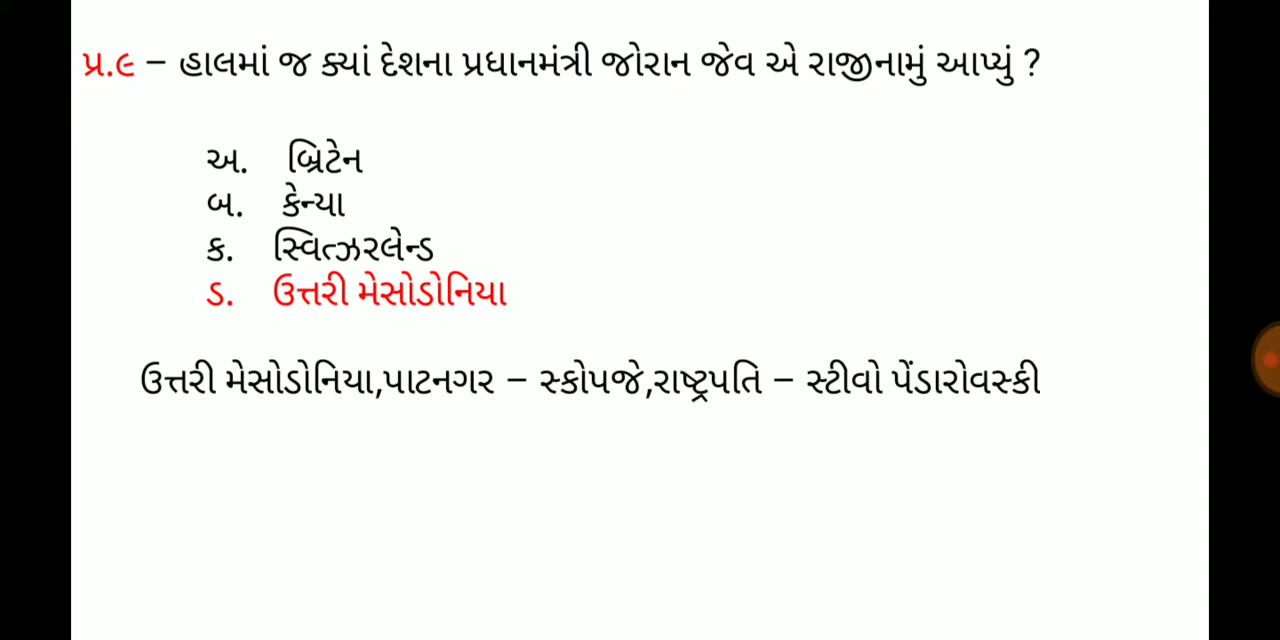 પ્ર.૯ – હાલમાં જ ક્યાં દેશના પ્રધાનમંત્રી જોરાન જેવ એ રાજીનામું આપ્યું ?
અ. બ્રિટેન
બ. કેન્યા
ક. સ્વિત્ઝરલેન્ડ
ડ. ઉત્તરી મેસોડોનિયા
ઉત્તરી મેસોડોનિયા,પાટનગર – સ્કોપજે,રાષ્ટ્રપતિ – સ્ટીવો પેંડારોવસ્કી